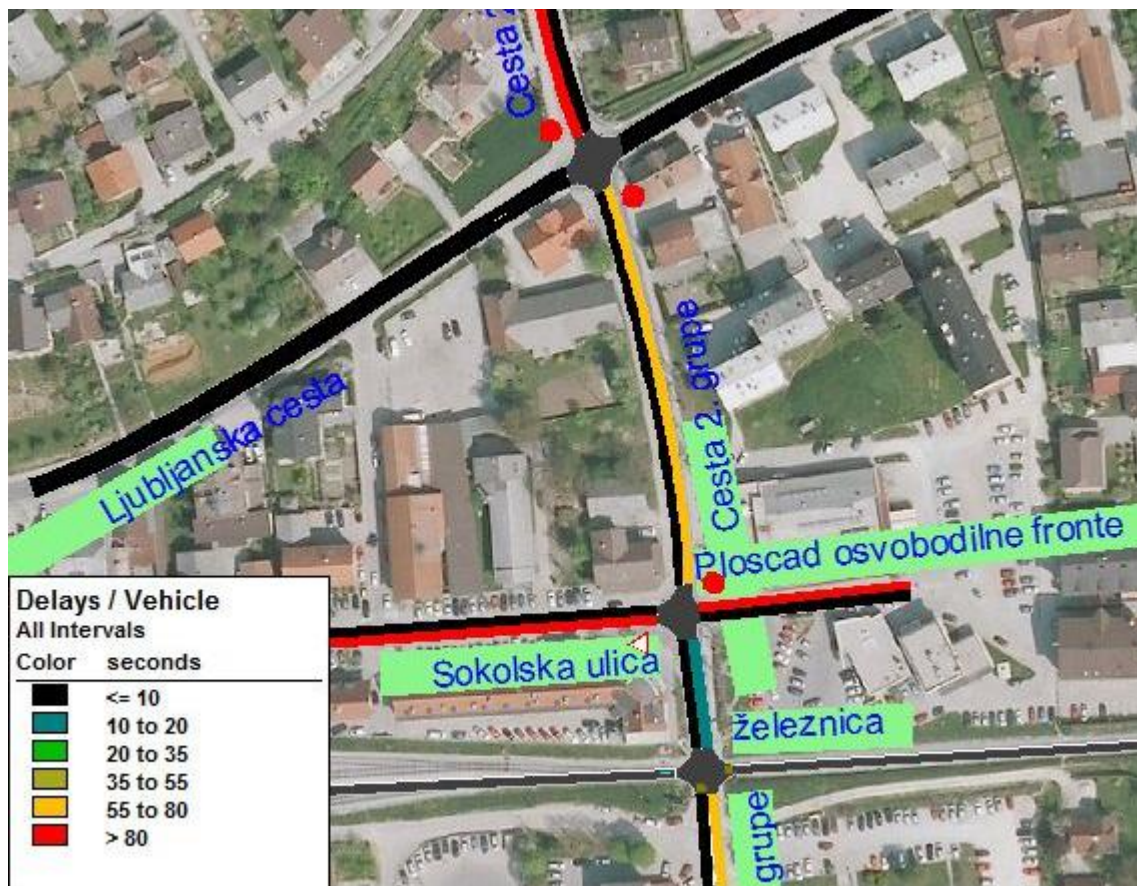 Cesta 2
Cesta 2. grupe
Ljubljanska cesta
Ploscad osvobodilne fronte
Sokolska ulica
železnica
grupe
Delays / Vehicle
All Intervals
Color seconds
<= 10
10 to 20
20 to 35
35 to 55
55 to 80
> 80